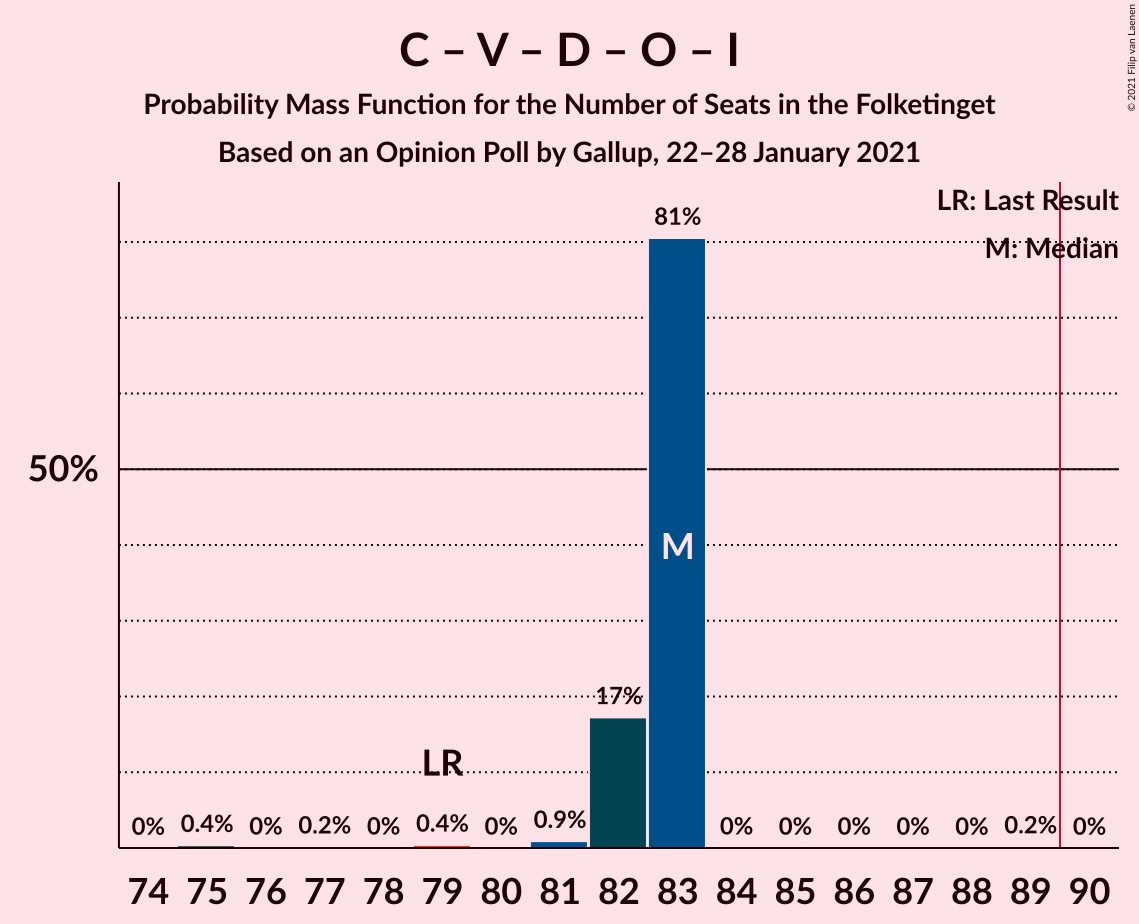 C – V – D – O – I
Probability Mass Function for the Number of Seats in the Folketinget
Based on an Opinion Poll by Gallup, 22–28 January 2021
© 2021 Filip van Laenen
LR: Last Result
M: Median
81%
50%
M
17%
LR
0% 0.4% 0% 0.2% 0% 0.4% 0% 0.9% 0% 0% 0% 0% 0% 0.2% 0%
74 75 76 77 78 79 80 81 82 83 84 85 86 87 88 89 90